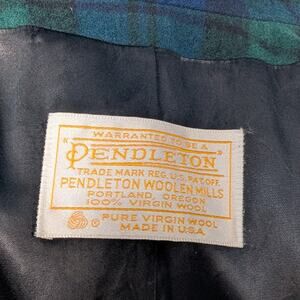 WARRANTED TO BE A
"PENDLETON"
TRADE MARK REG. U.S. PAT. OFF.
PENDLETON WOOLEN MILLS
PORTLAND, OREGON
100% VIRGIN WOOL
R PURE VIRGIN WOOL
MADE IN U.S.A.